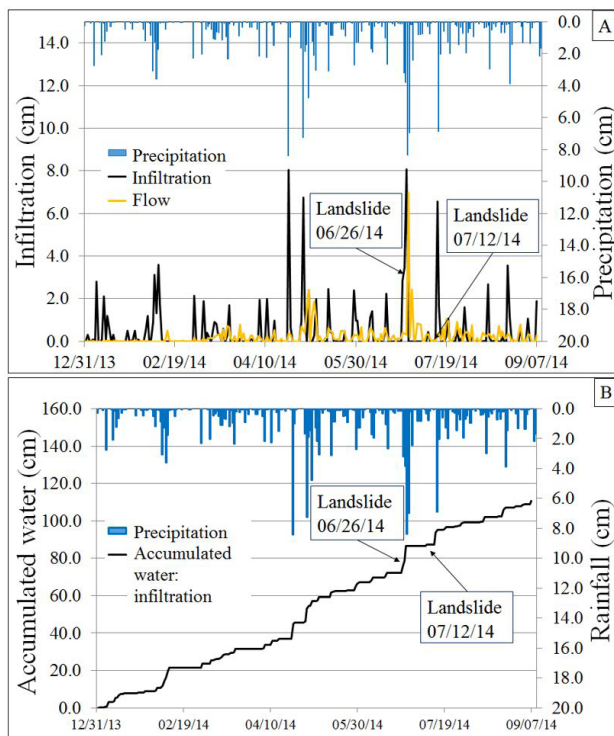 A
14.0
12.0
10.0
8.0
6.0
4.0
2.0
0.0
Infiltration (cm)
0.0
2.0
4.0
6.0
8.0
10.0
12.0
14.0
16.0
18.0
20.0
Precipitation (cm)
Precipitation
Infiltration
Flow
Landslide
06/26/14
Landslide
07/12/14
12/31/13 02/19/14 04/10/14 05/30/14 07/19/14 09/07/14
B
160.0
140.0
120.0
100.0
80.0
60.0
40.0
20.0
0.0
Accumulated water (cm)
0.0
2.0
4.0
6.0
8.0
10.0
12.0
14.0
16.0
18.0
20.0
Rainfall (cm)
Precipitation
Accumulated
water:
infiltration
Landslide
06/26/14
Landslide
07/12/14
12/31/13 02/19/14 04/10/14 05/30/14 07/19/14 09/07/14